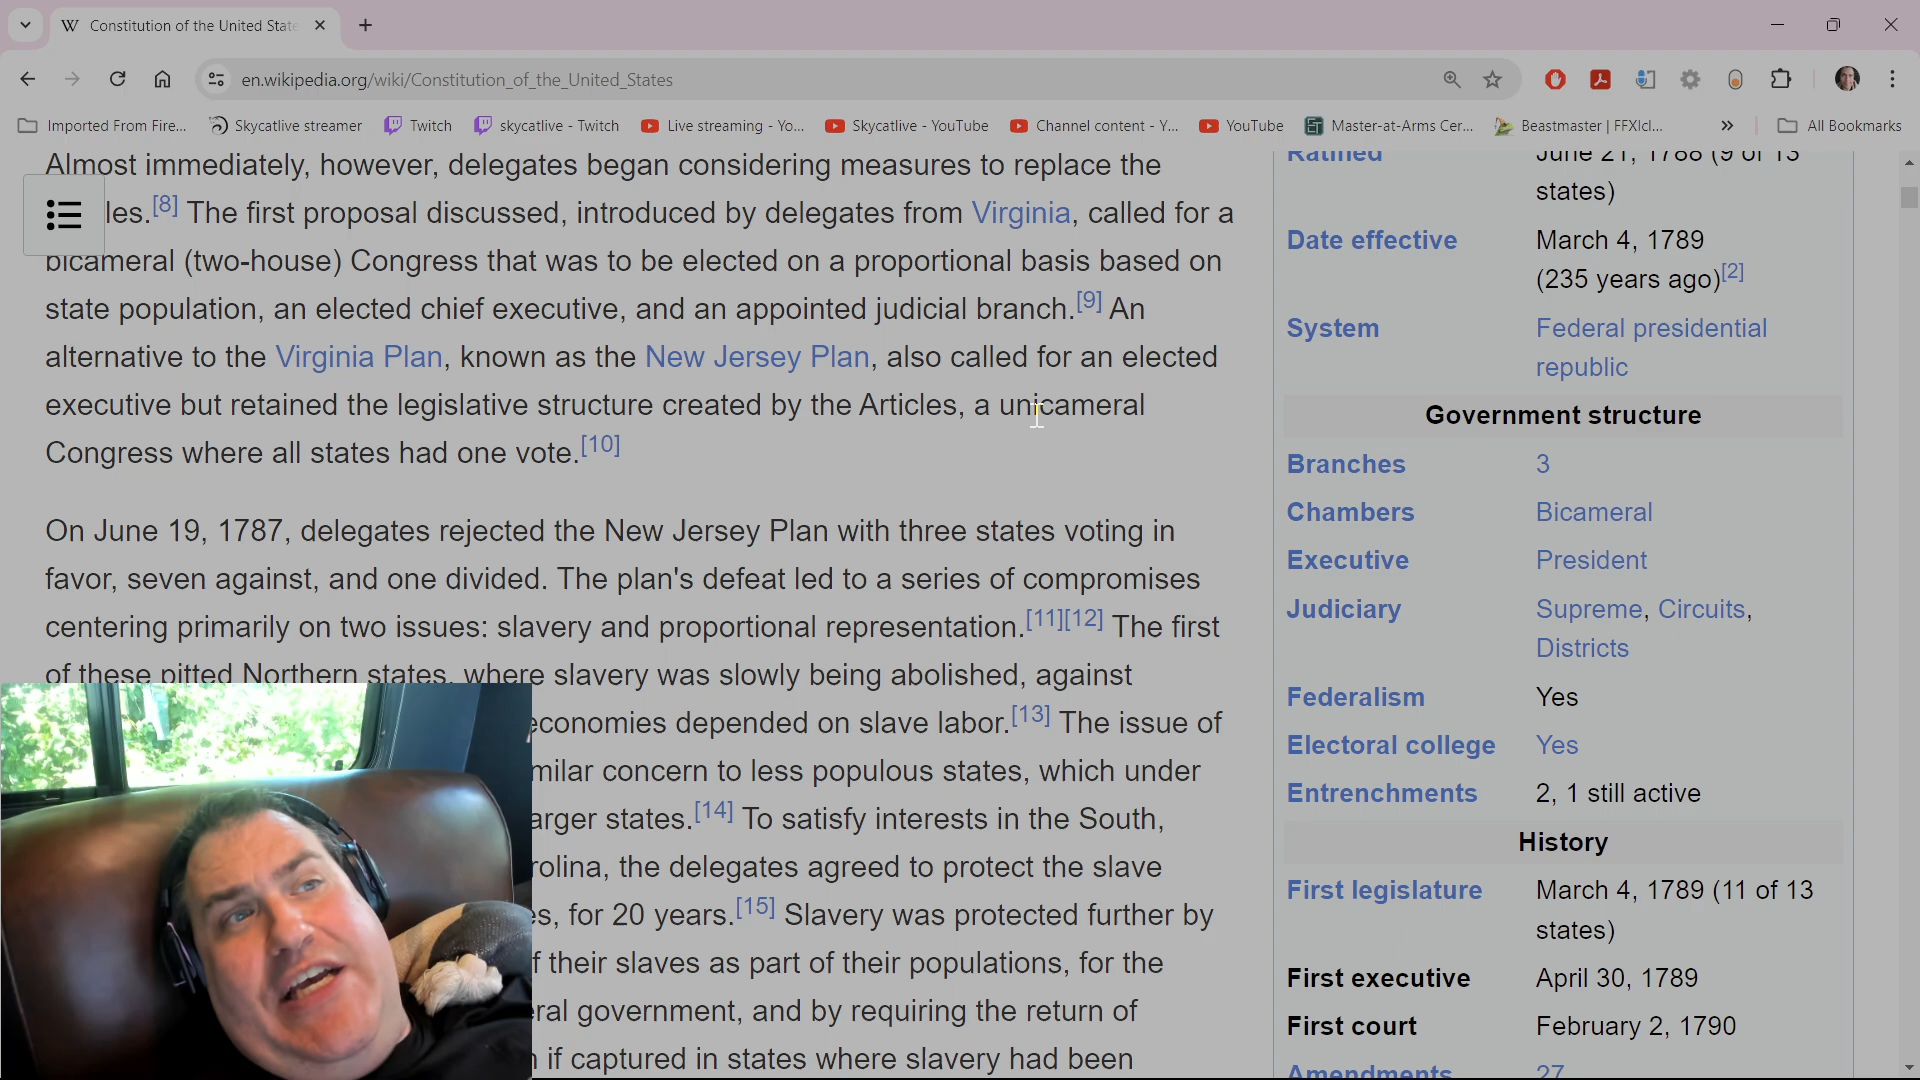 Constitution of the United State
en.wikipedia.org/wiki/Constitution_of_the_United_States
Imported From Fire...
Skycatlive streamer
Twitch
skycatlive - Twitch
Live streaming - Yo...
Skycatlive - YouTube
Channel content - Y...
YouTube
Master-at-Arms Cer...
Beastmaster | FFXIcl...
»
All Bookmarks
Almost immediately, however, delegates began considering measures to replace the
les.[8] The first proposal discussed, introduced by delegates from Virginia, called for a
bicameral (two-house) Congress that was to be elected on a proportional basis based on
state population, an elected chief executive, and an appointed judicial branch.[9] An
alternative to the Virginia Plan, known as the New Jersey Plan, also called for an elected
executive but retained the legislative structure created by the Articles, a unicameral
Congress where all states had one vote.[10]
On June 19, 1787, delegates rejected the New Jersey Plan with three states voting in
favor, seven against, and one divided. The plan's defeat led to a series of compromises
centering primarily on two issues: slavery and proportional representation.[11][12] The first
of these pitted Northern states, where slavery was slowly being abolished, against
economies depended on slave labor.[13] The issue of
milar concern to less populous states, which under
arger states.[14] To satisfy interests in the South,
rolina, the delegates agreed to protect the slave
es, for 20 years.[15] Slavery was protected further by
f their slaves as part of their populations, for the
eral government, and by requiring the return of
if captured in states where slavery had been
Ratified June 21, 1788 (9 of 13
states)
Date effective March 4, 1789
(235 years ago)[2]
System Federal presidential
republic
Government structure
Branches 3
Chambers Bicameral
Executive President
Judiciary Supreme, Circuits,
Districts
Federalism Yes
Electoral college Yes
Entrenchments 2, 1 still active
History
First legislature March 4, 1789 (11 of 13
states)
First executive April 30, 1789
First court February 2, 1790
Amendments 27